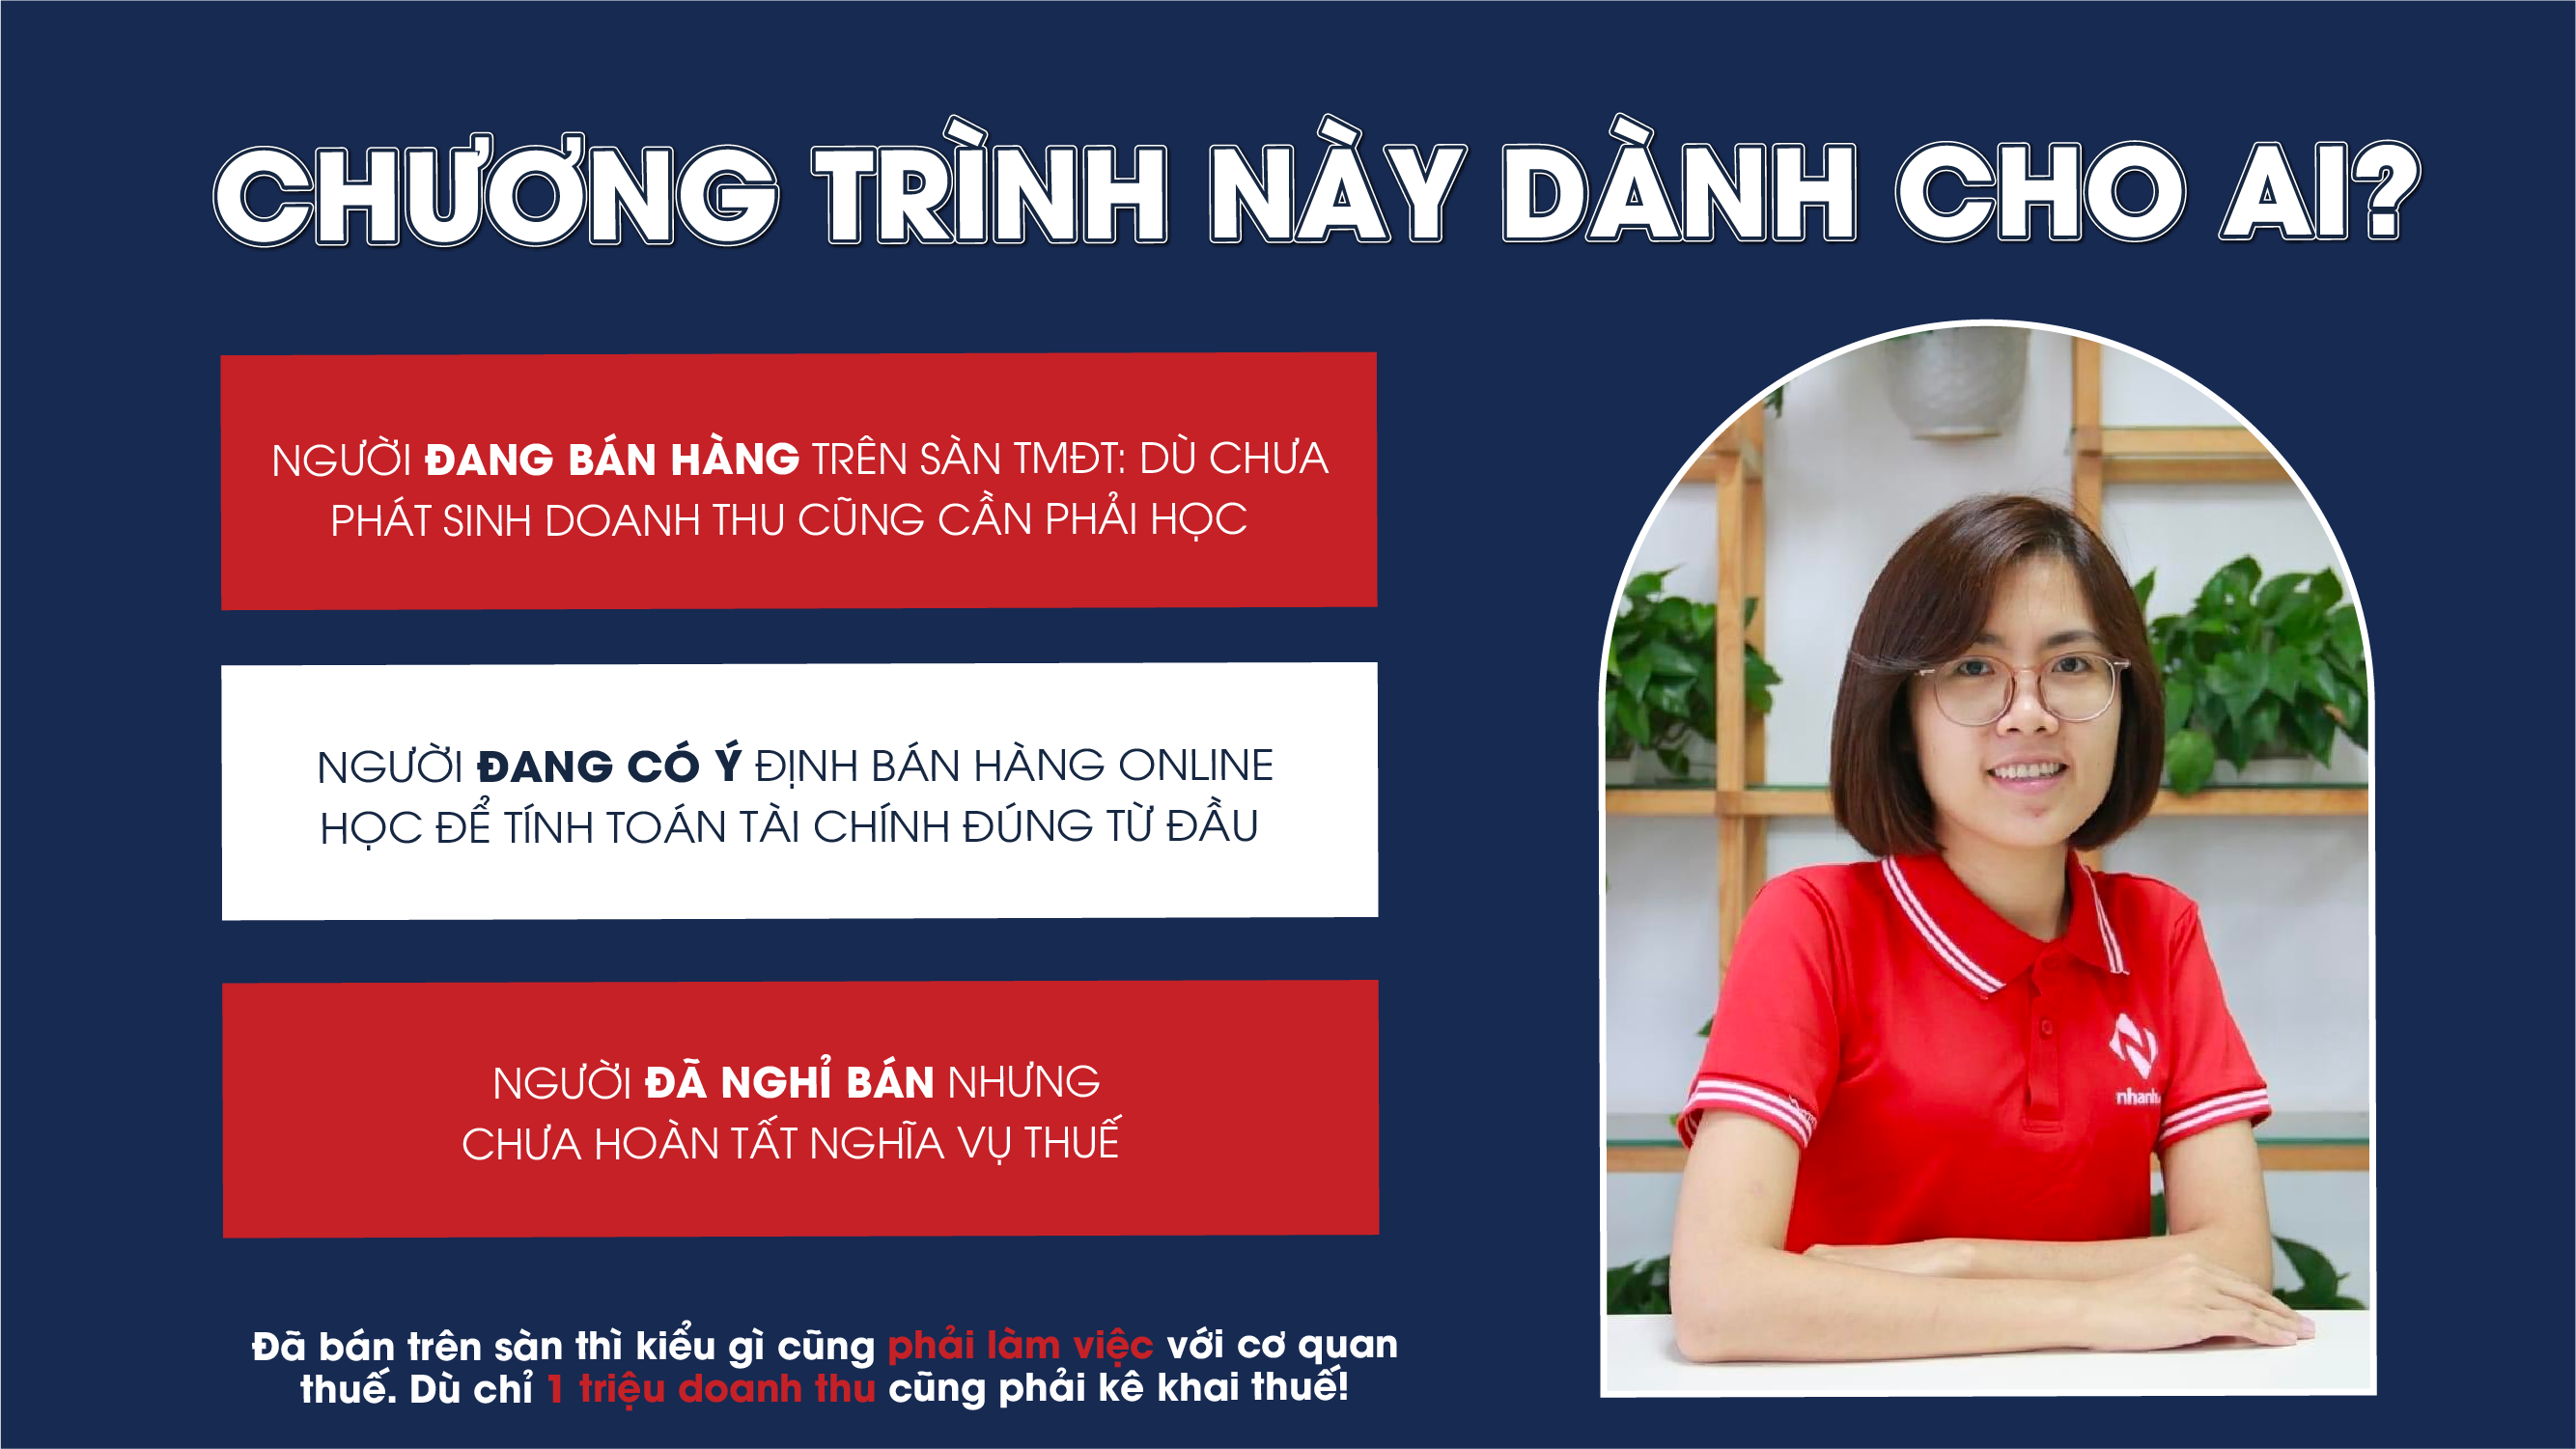 CHƯƠNG TRÌNH NÀY DÀNH CHO AI?
NGƯỜI ĐANG BÁN HÀNG TRÊN SÀN TMĐT: DÙ CHƯA
PHÁT SINH DOANH THU CŨNG CẦN PHẢI HỌC
NGƯỜI ĐANG CÓ Ý ĐỊNH BÁN HÀNG ONLINE
HỌC ĐỂ TÍNH TOÁN TÀI CHÍNH ĐÚNG TỪ ĐẦU
NGƯỜI ĐÃ NGHỈ BÁN NHƯNG
CHƯA HOÀN TẤT NGHĨA VỤ THUẾ
Đã bán trên sàn thì kiểu gì cũng phải làm việc với cơ quan
thuế. Dù chỉ 1 triệu doanh thu cũng phải kê khai thuế!
nhanh.